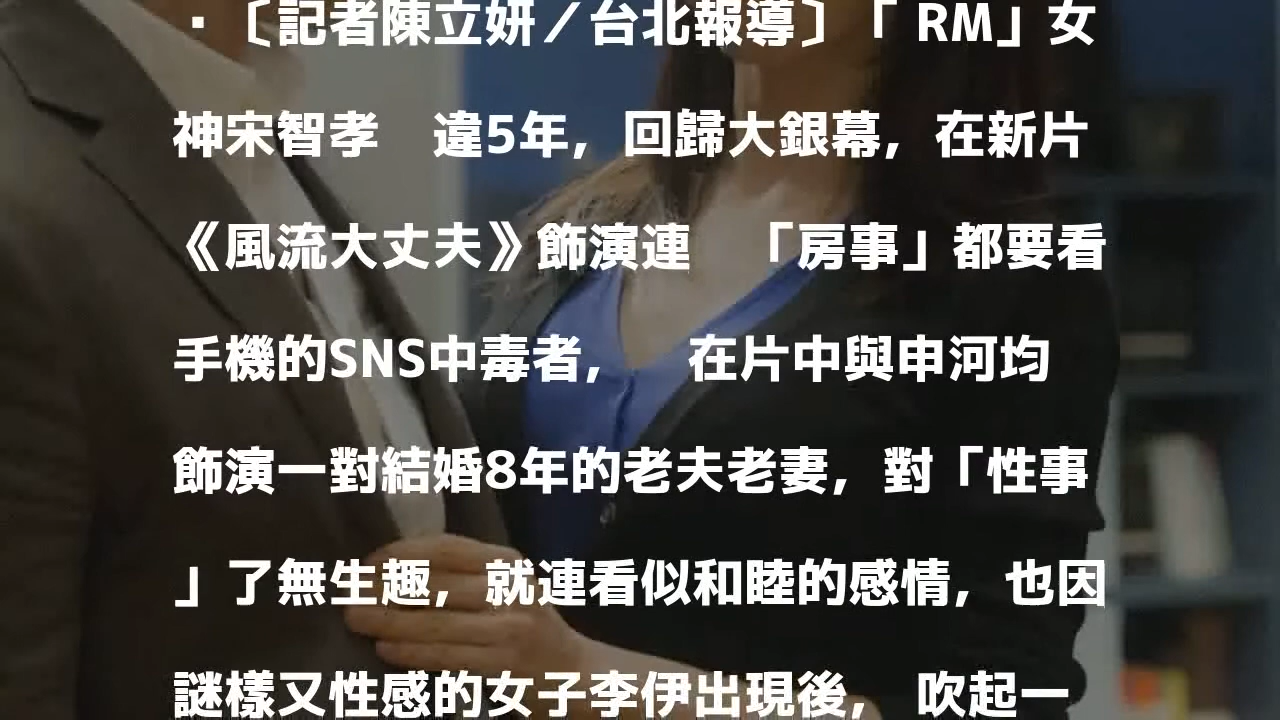 ·〔記者陳立妍／台北報導〕「 RM」女
神宋智孝　違5年，回歸大銀幕，在新片
《風流大丈夫》飾演連　「房事」都要看
手機的SNS中毒者，　在片中與申河均
飾演一對結婚8年的老夫老妻，對「性事
」了無生趣，就連看似和睦的感情，也因
謎樣又性感的女子李伊出現後， 吹起一